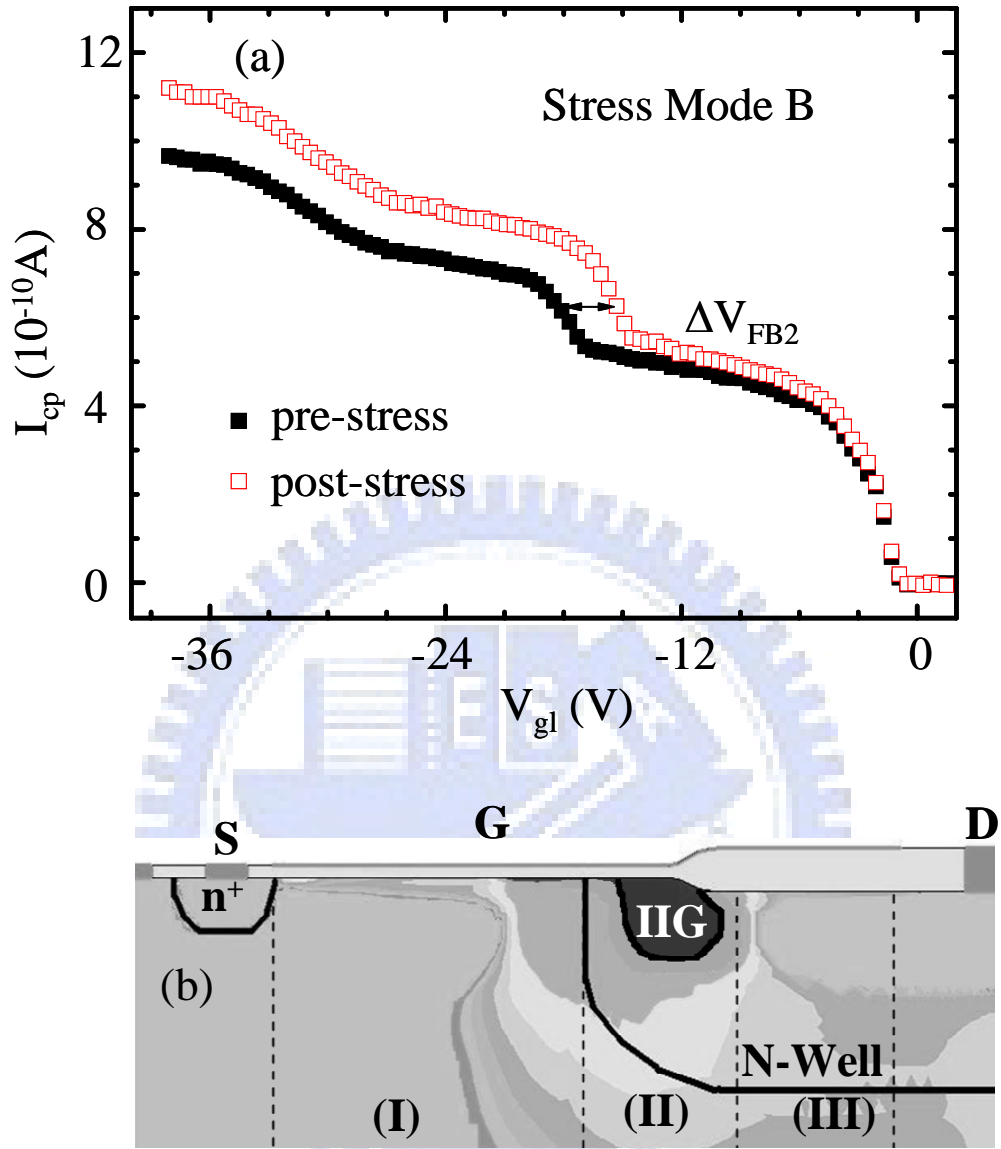 (a)
Stress Mode B
12
8
4
0
I_cp (10^-10 A)
ΔV_FB2
pre-stress
post-stress
-36 -24 -12 0
V_gl (V)
S G D
n+
IIG
(b)
N-Well
(I) (II) (III)